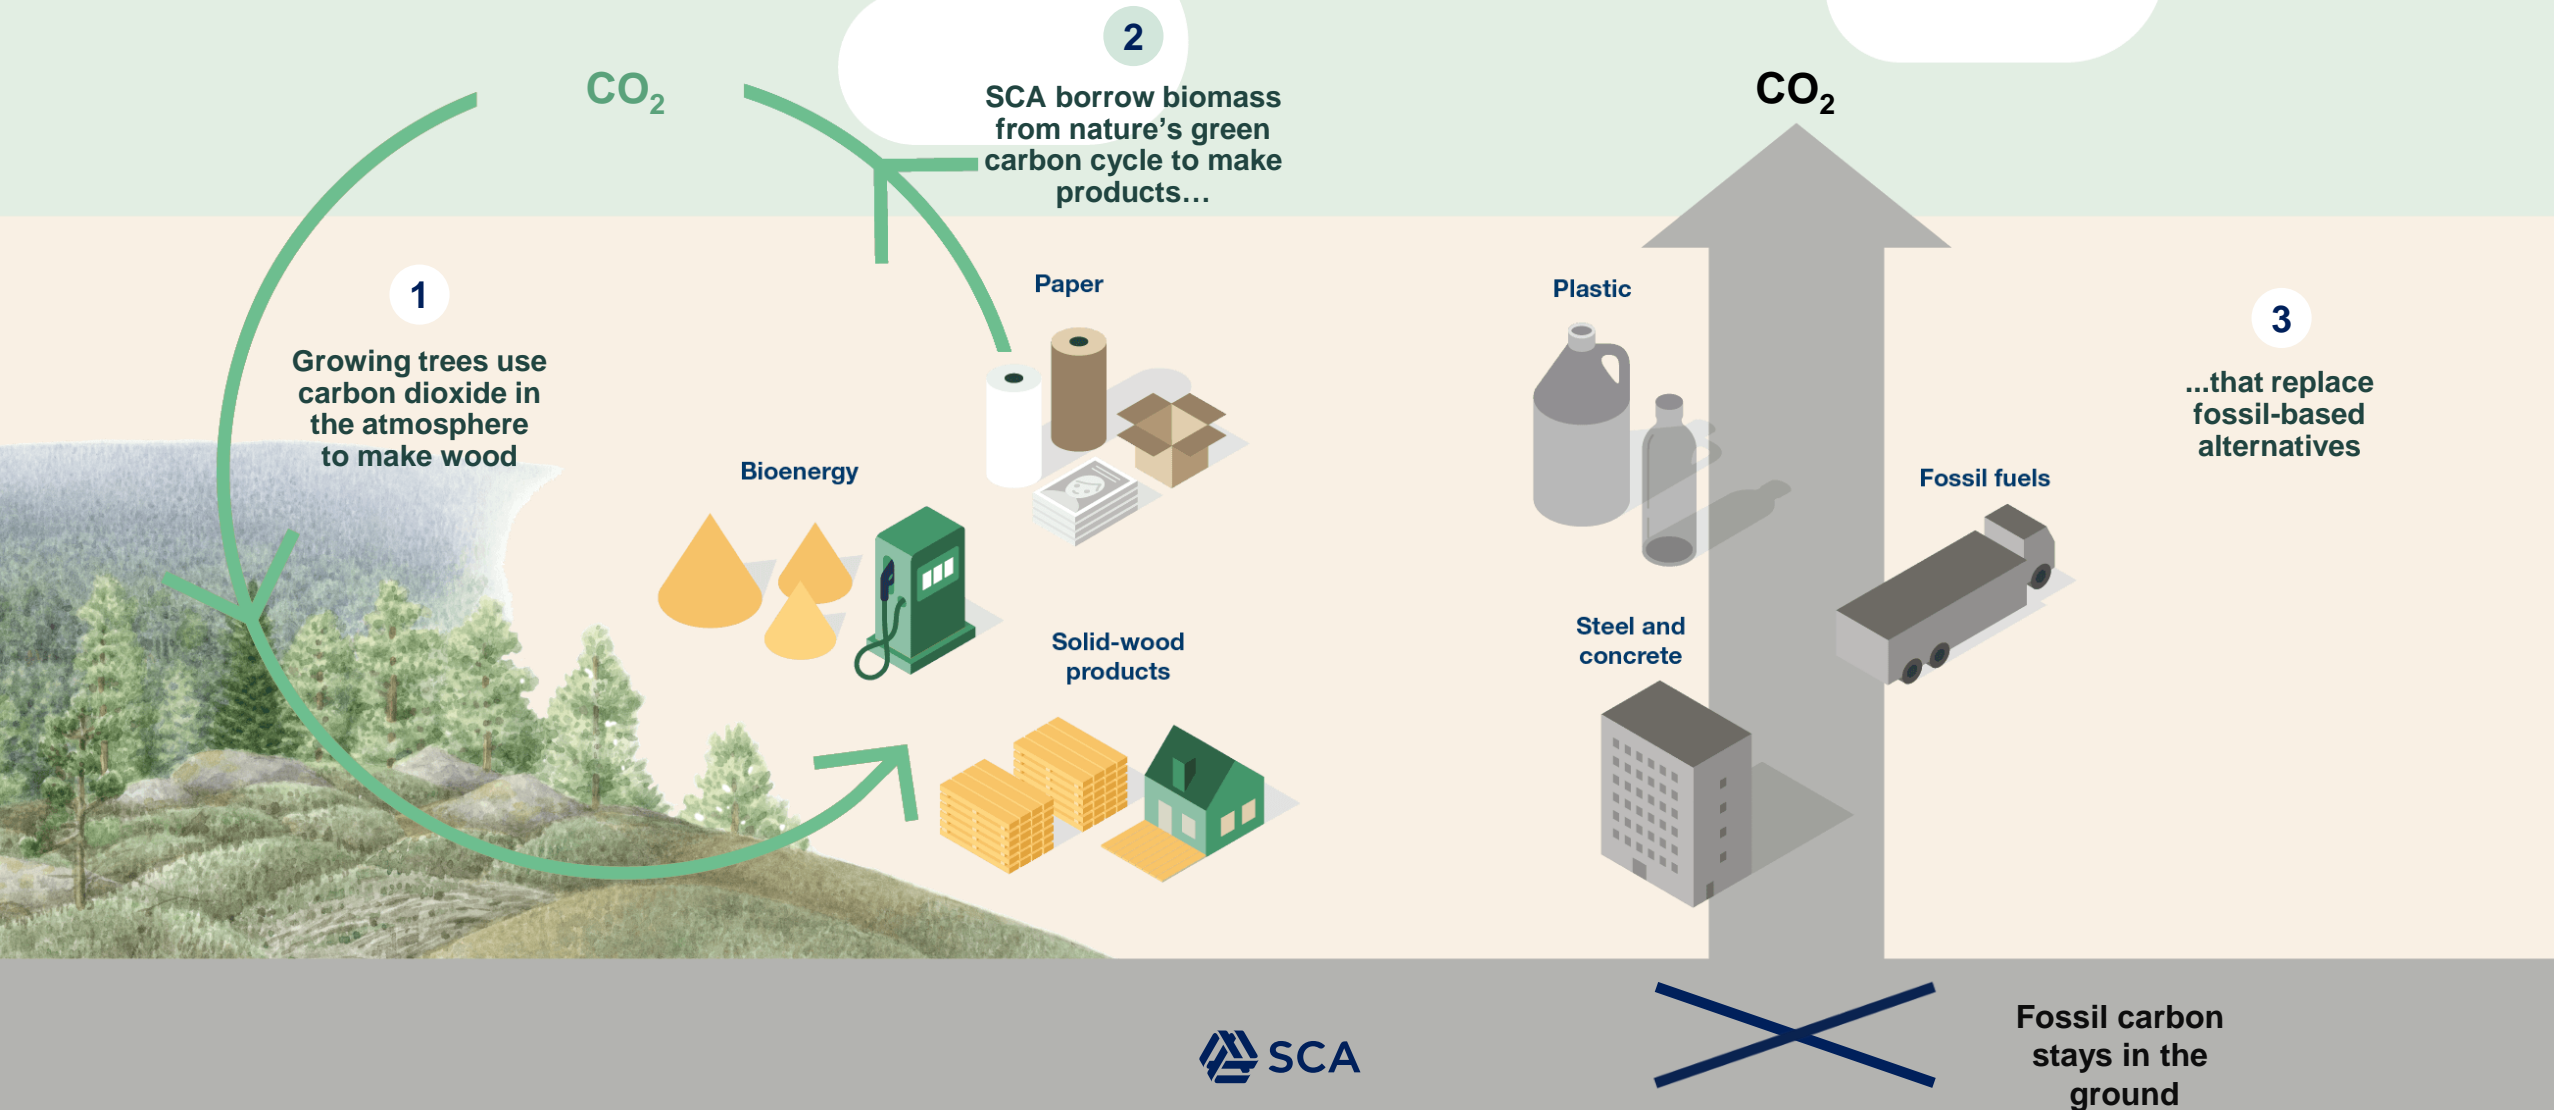 CO₂
1
Growing trees use
carbon dioxide in
the atmosphere
to make wood
2
SCA borrow biomass
from nature’s green
carbon cycle to make
products…
Paper
Bioenergy
Solid-wood
products
CO₂
Plastic
Fossil fuels
Steel and
concrete
3
...that replace
fossil-based
alternatives
SCA
Fossil carbon
stays in the
ground